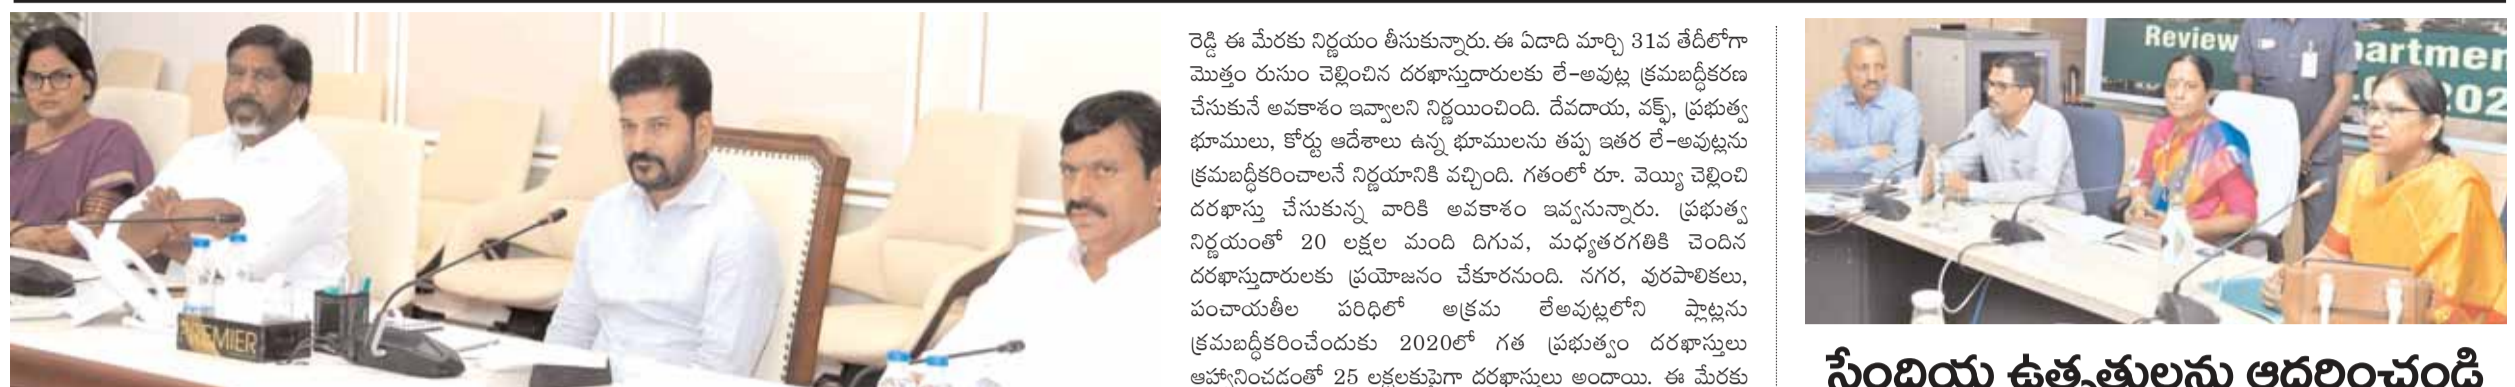 PREMIER
రెడ్డి ఈ మేరకు నిర్ణయం తీసుకున్నారు. ఈ ఏడాది మార్చి 31వ తేదీలోగా
మొత్తం రుసుం చెల్లించిన దరఖాస్తుదారులకు లే-అవుట్ల క్రమబద్ధీకరణ
చేసుకునే అవకాశం ఇవ్వాలని నిర్ణయించింది. దేవదాయ, వక్ఫ్, ప్రభుత్వ
భూములు, కోర్టు ఆదేశాలు ఉన్న భూములను తప్ప ఇతర లే-అవుట్లను
క్రమబద్ధీకరించాలనే నిర్ణయానికి వచ్చింది. గతంలో రూ. వెయ్యి చెల్లించి
దరఖాస్తు చేసుకున్న వారికి అవకాశం ఇవ్వనున్నారు. ప్రభుత్వ
నిర్ణయంతో 20 లక్షల మంది దిగువ, మధ్యతరగతికి చెందిన
దరఖాస్తుదారులకు ప్రయోజనం చేకూరనుంది. నగర, పురపాలికలు,
పంచాయతీల పరిధిలో అక్రమ లేఅవుట్లలోని ప్లాట్లను
క్రమబద్ధీకరించేందుకు 2020లో గత ప్రభుత్వం దరఖాస్తులు
ఆహ్వానించడంతో 25 లక్షలకుపైగా దరఖాస్తులు అందాయి. ఈ మేరకు
Review
సేంద్రియ ఉత్పత్తులను ఆదరించండి